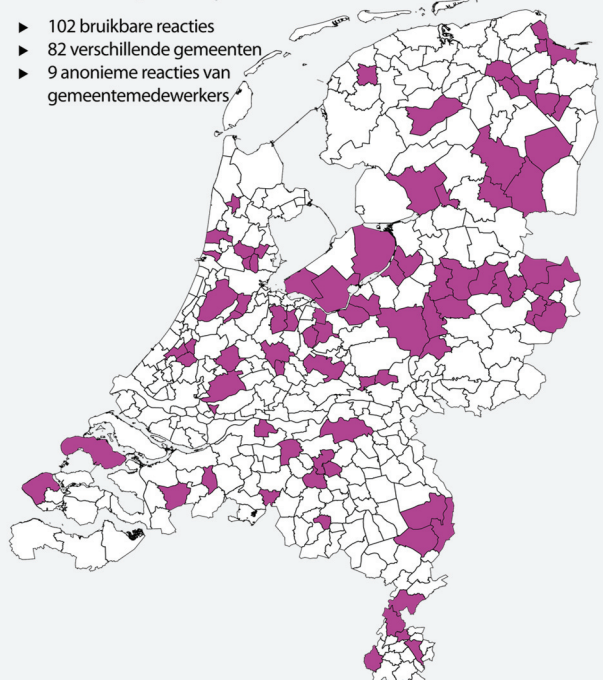 ► 102 bruikbare reacties
► 82 verschillende gemeenten
► 9 anonieme reacties van
gemeentemedewerkers